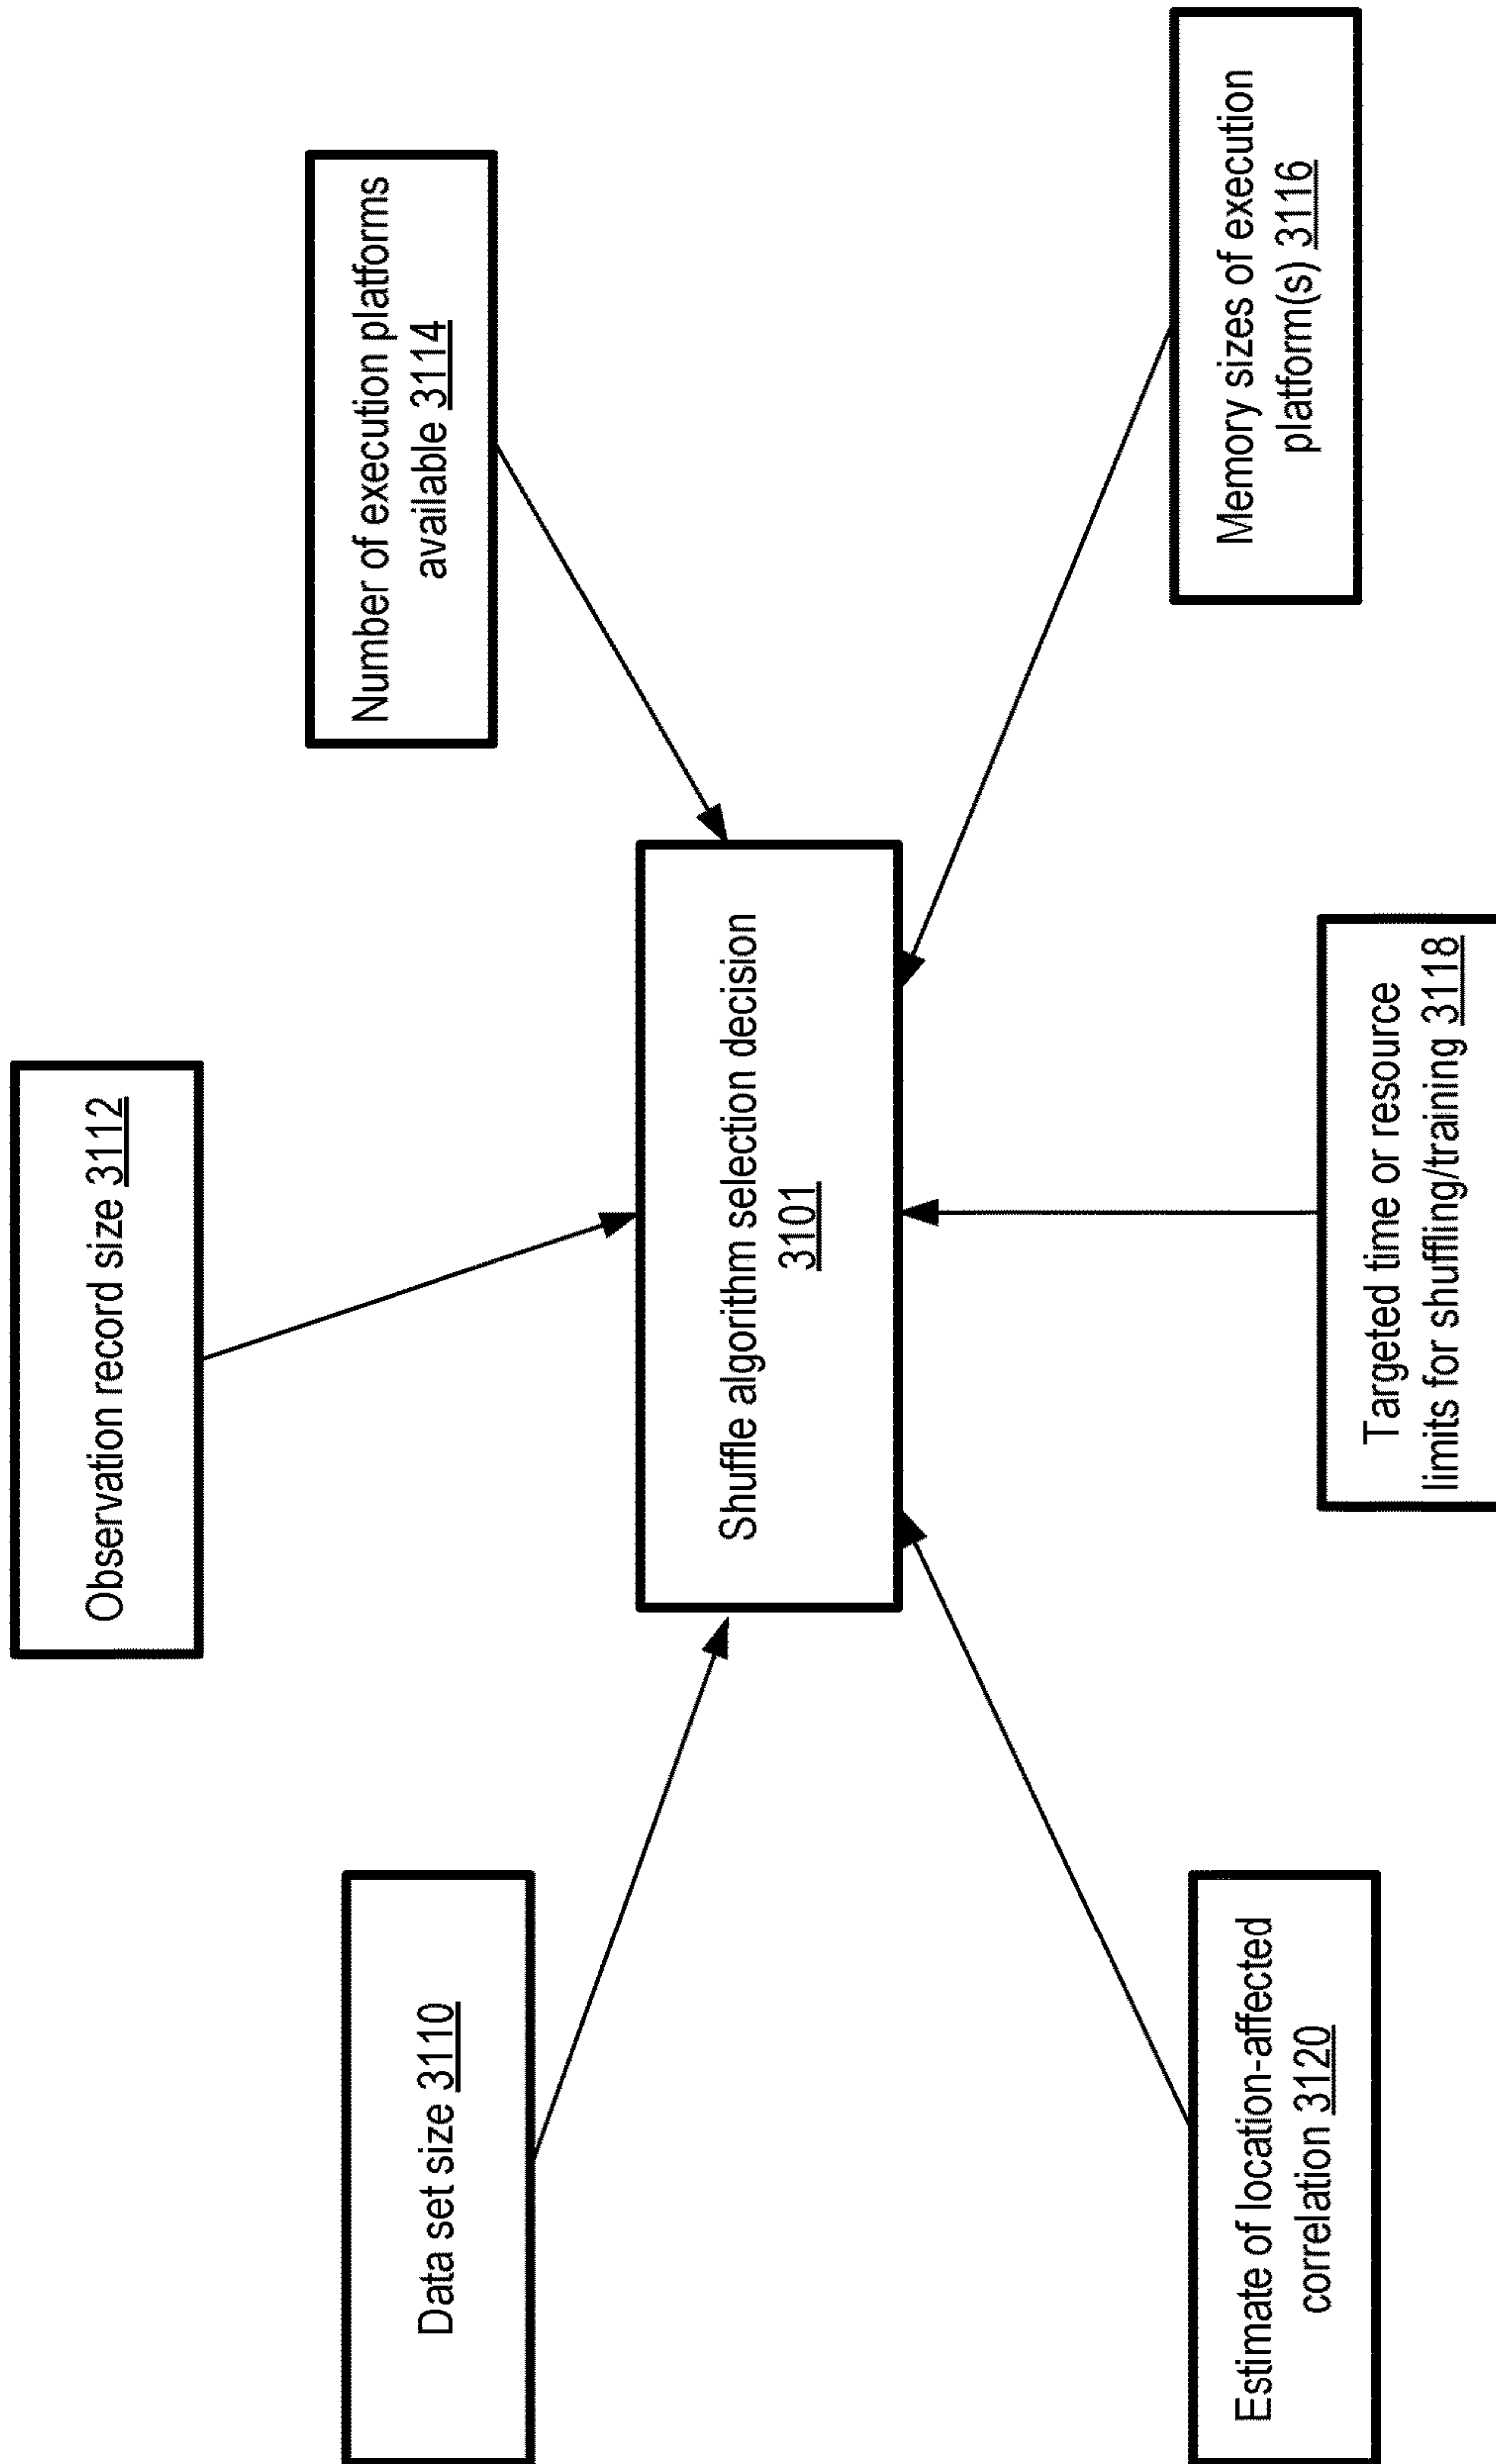 Observation record size 3112
Data set size 3110
Number of execution platforms
available 3114
Shuffle algorithm selection decision
3101
Estimate of location-affected
correlation 3120
Targeted time or resource
limits for shuffling/training 3118
Memory sizes of execution
platform(s) 3116